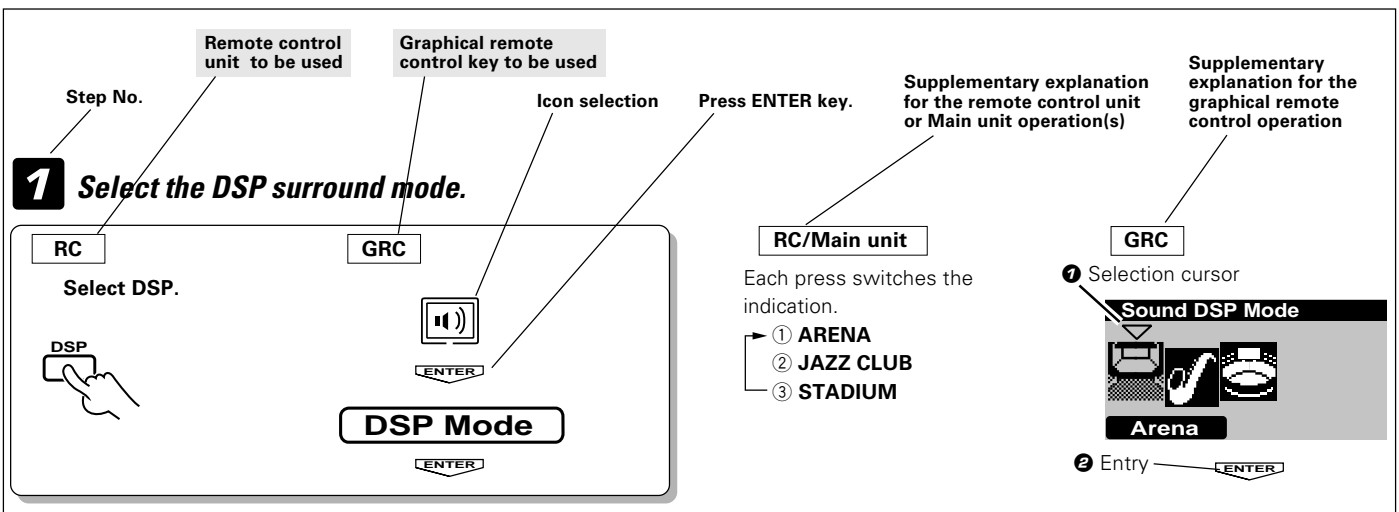 Remote control
unit to be used
Graphical remote
control key to be used
Step No.
Icon selection
Press ENTER key.
Supplementary explanation
for the remote control unit
or Main unit operation(s)
Supplementary
explanation for the
graphical remote
control operation
1 Select the DSP surround mode.
RC
Select DSP.
DSP
GRC
ENTER
DSP Mode
ENTER
RC/Main unit
Each press switches the
indication.
① ARENA
② JAZZ CLUB
③ STADIUM
GRC
❶ Selection cursor
Sound DSP Mode
Arena
❷ Entry
ENTER